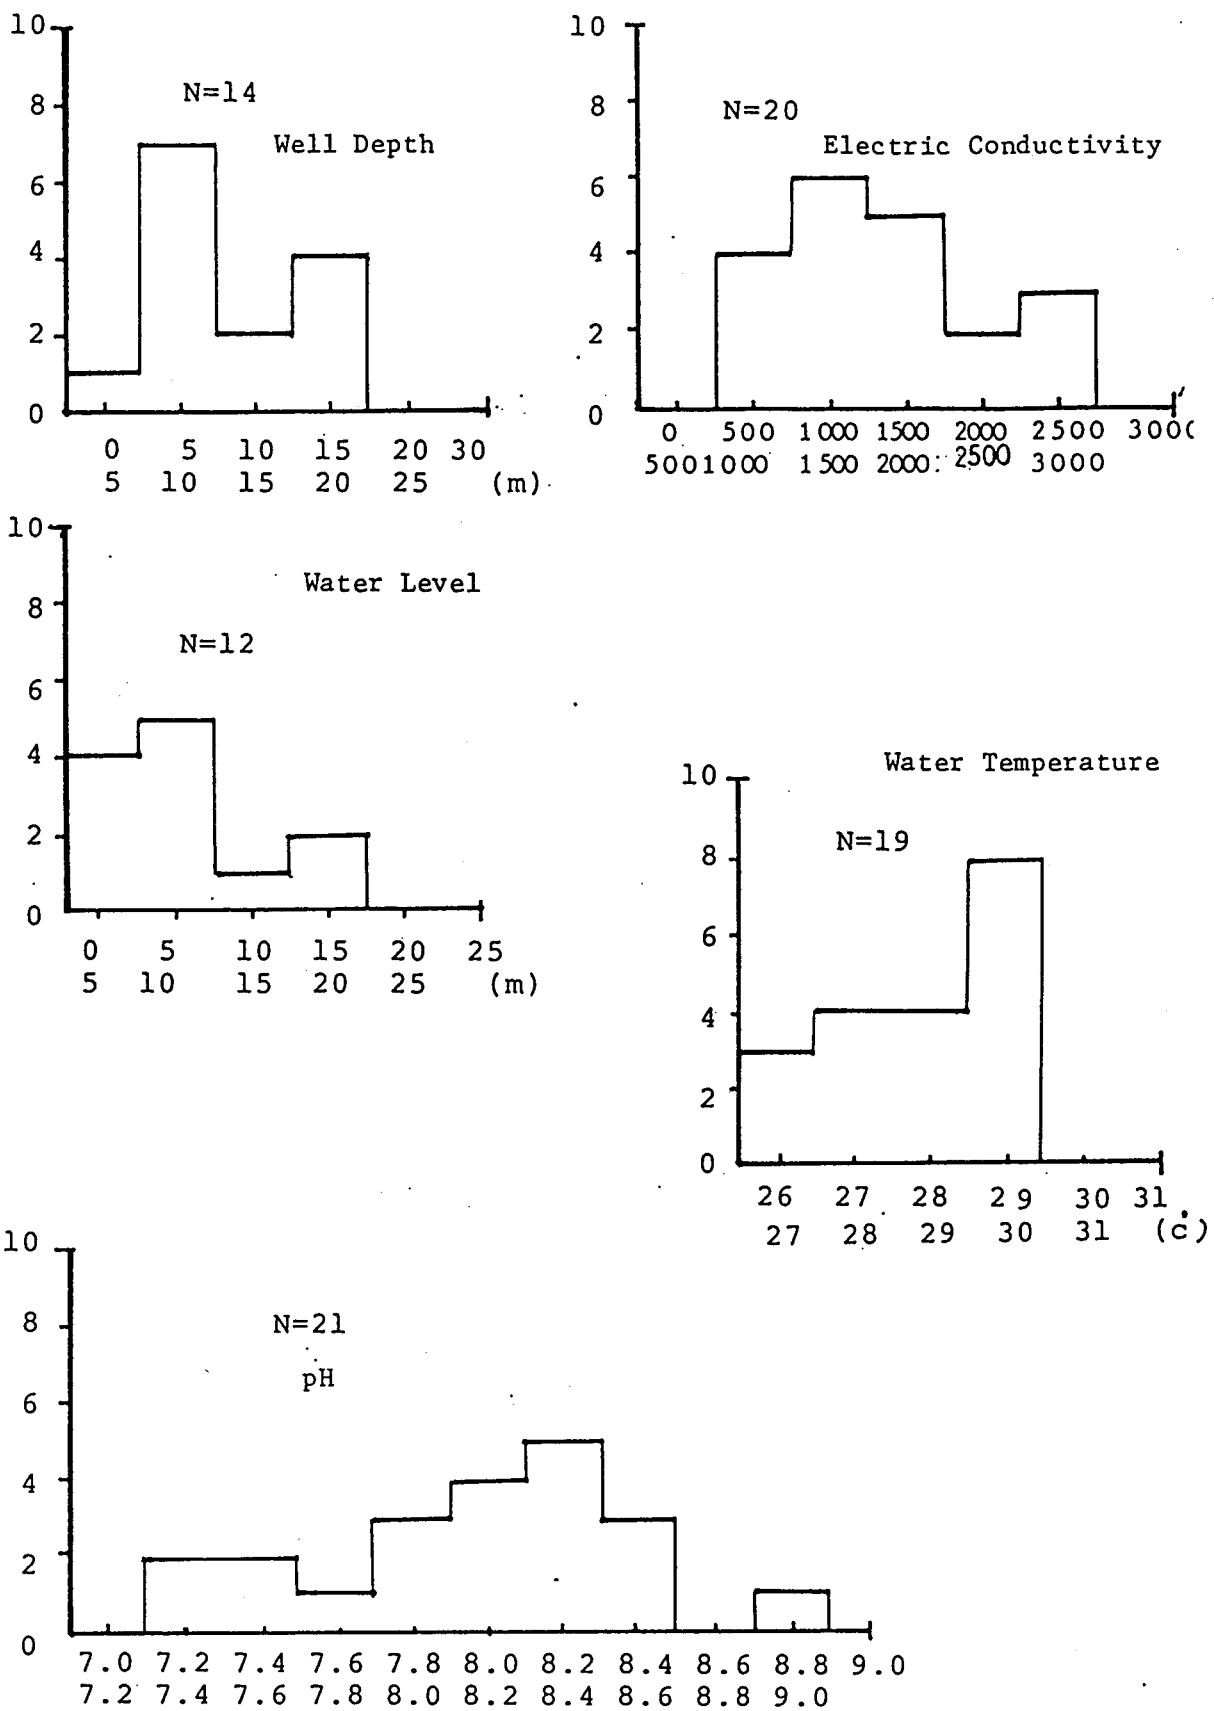 10
8
6
4
2
0
N=14
Well Depth
0 5 10 15 20 30
5 10 15 20 25 (m)
10
8
6
4
2
0
N=20
Electric Conductivity
0 500 1000 1500 2000 2500 3000
500 1000 1500 2000 2500 3000
10
8
6
4
2
0
Water Level
N=12
0 5 10 15 20 25
5 10 15 20 25 (m)
Water Temperature
10
8
6
4
2
0
N=19
26 27 28 29 30 31
27 28 29 30 31 (c)
10
8
6
4
2
0
N=21
pH
7.0 7.2 7.4 7.6 7.8 8.0 8.2 8.4 8.6 8.8 9.0
7.2 7.4 7.6 7.8 8.0 8.2 8.4 8.6 8.8 9.0